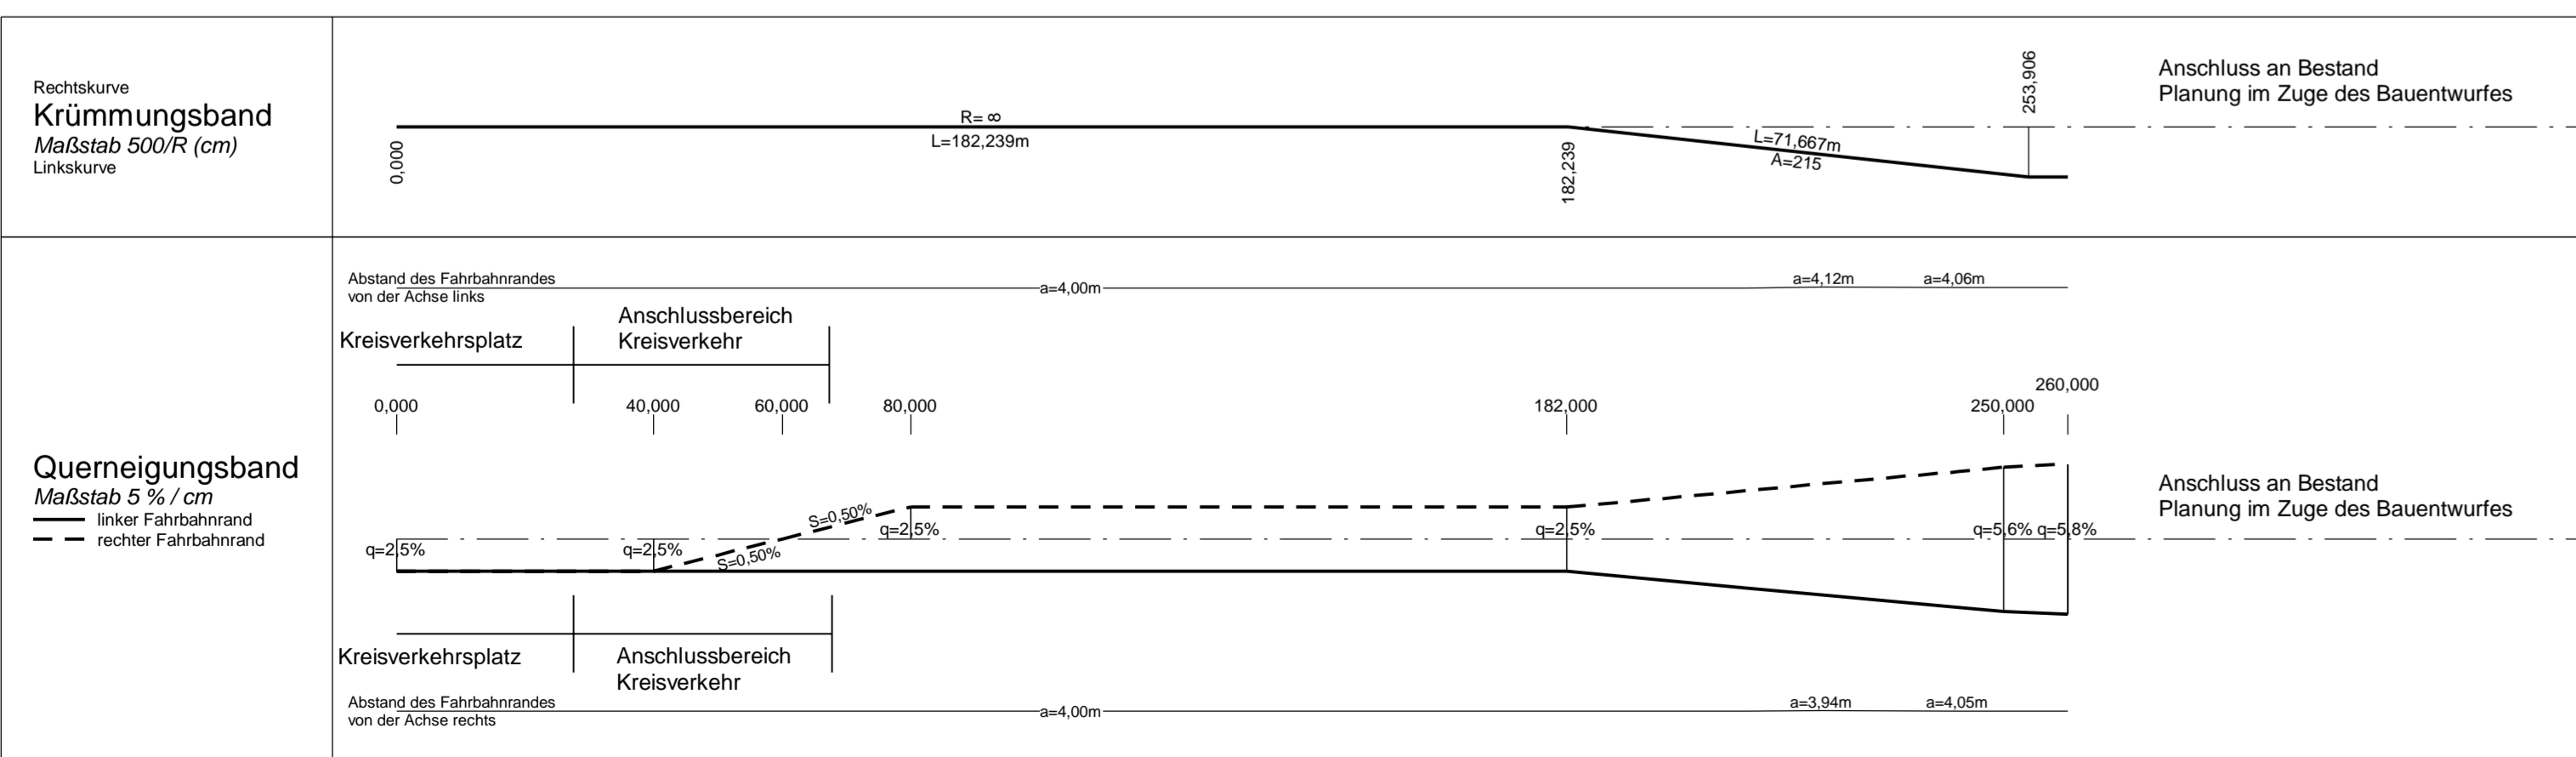 Rechtskurve
Krümmungsband
Maßstab 500/R (cm)
Linkskurve
0,000
R= ∞
L=182,239m
182,239
L=71,667m
A=215
253,906
Anschluss an Bestand
Planung im Zuge des Bauentwurfes
Abstand des Fahrbahnrandes
von der Achse links
a=4,00m
a=4,12m
a=4,06m
Kreisverkehrsplatz
Anschlussbereich
Kreisverkehr
0,000
40,000
60,000
80,000
182,000
250,000
260,000
Querneigungsband
Maßstab 5 % / cm
linker Fahrbahnrand
rechter Fahrbahnrand
q=2,5%
q=2,5%
S=0,50%
S=0,50%
q=2,5%
q=2,5%
q=5,6%
q=5,8%
Anschluss an Bestand
Planung im Zuge des Bauentwurfes
Kreisverkehrsplatz
Anschlussbereich
Kreisverkehr
Abstand des Fahrbahnrandes
von der Achse rechts
a=4,00m
a=3,94m
a=4,05m